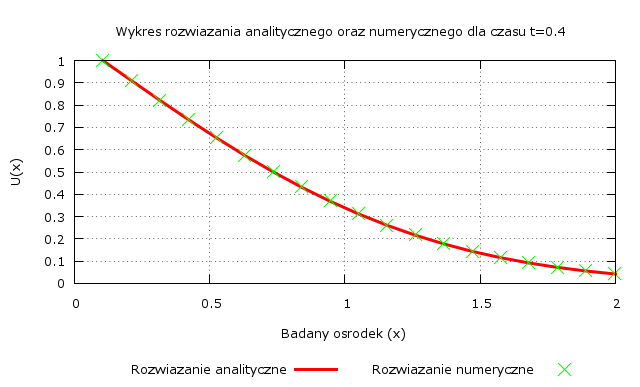 Wykres rozwiazania analitycznego oraz numerycznego dla czasu t=0.4
1
0.9
0.8
0.7
0.6
0.5
0.4
0.3
0.2
0.1
0
U(x)
0 0.5 1 1.5 2
Badany osrodek (x)
Rozwiazanie analityczne Rozwiazanie numeryczne